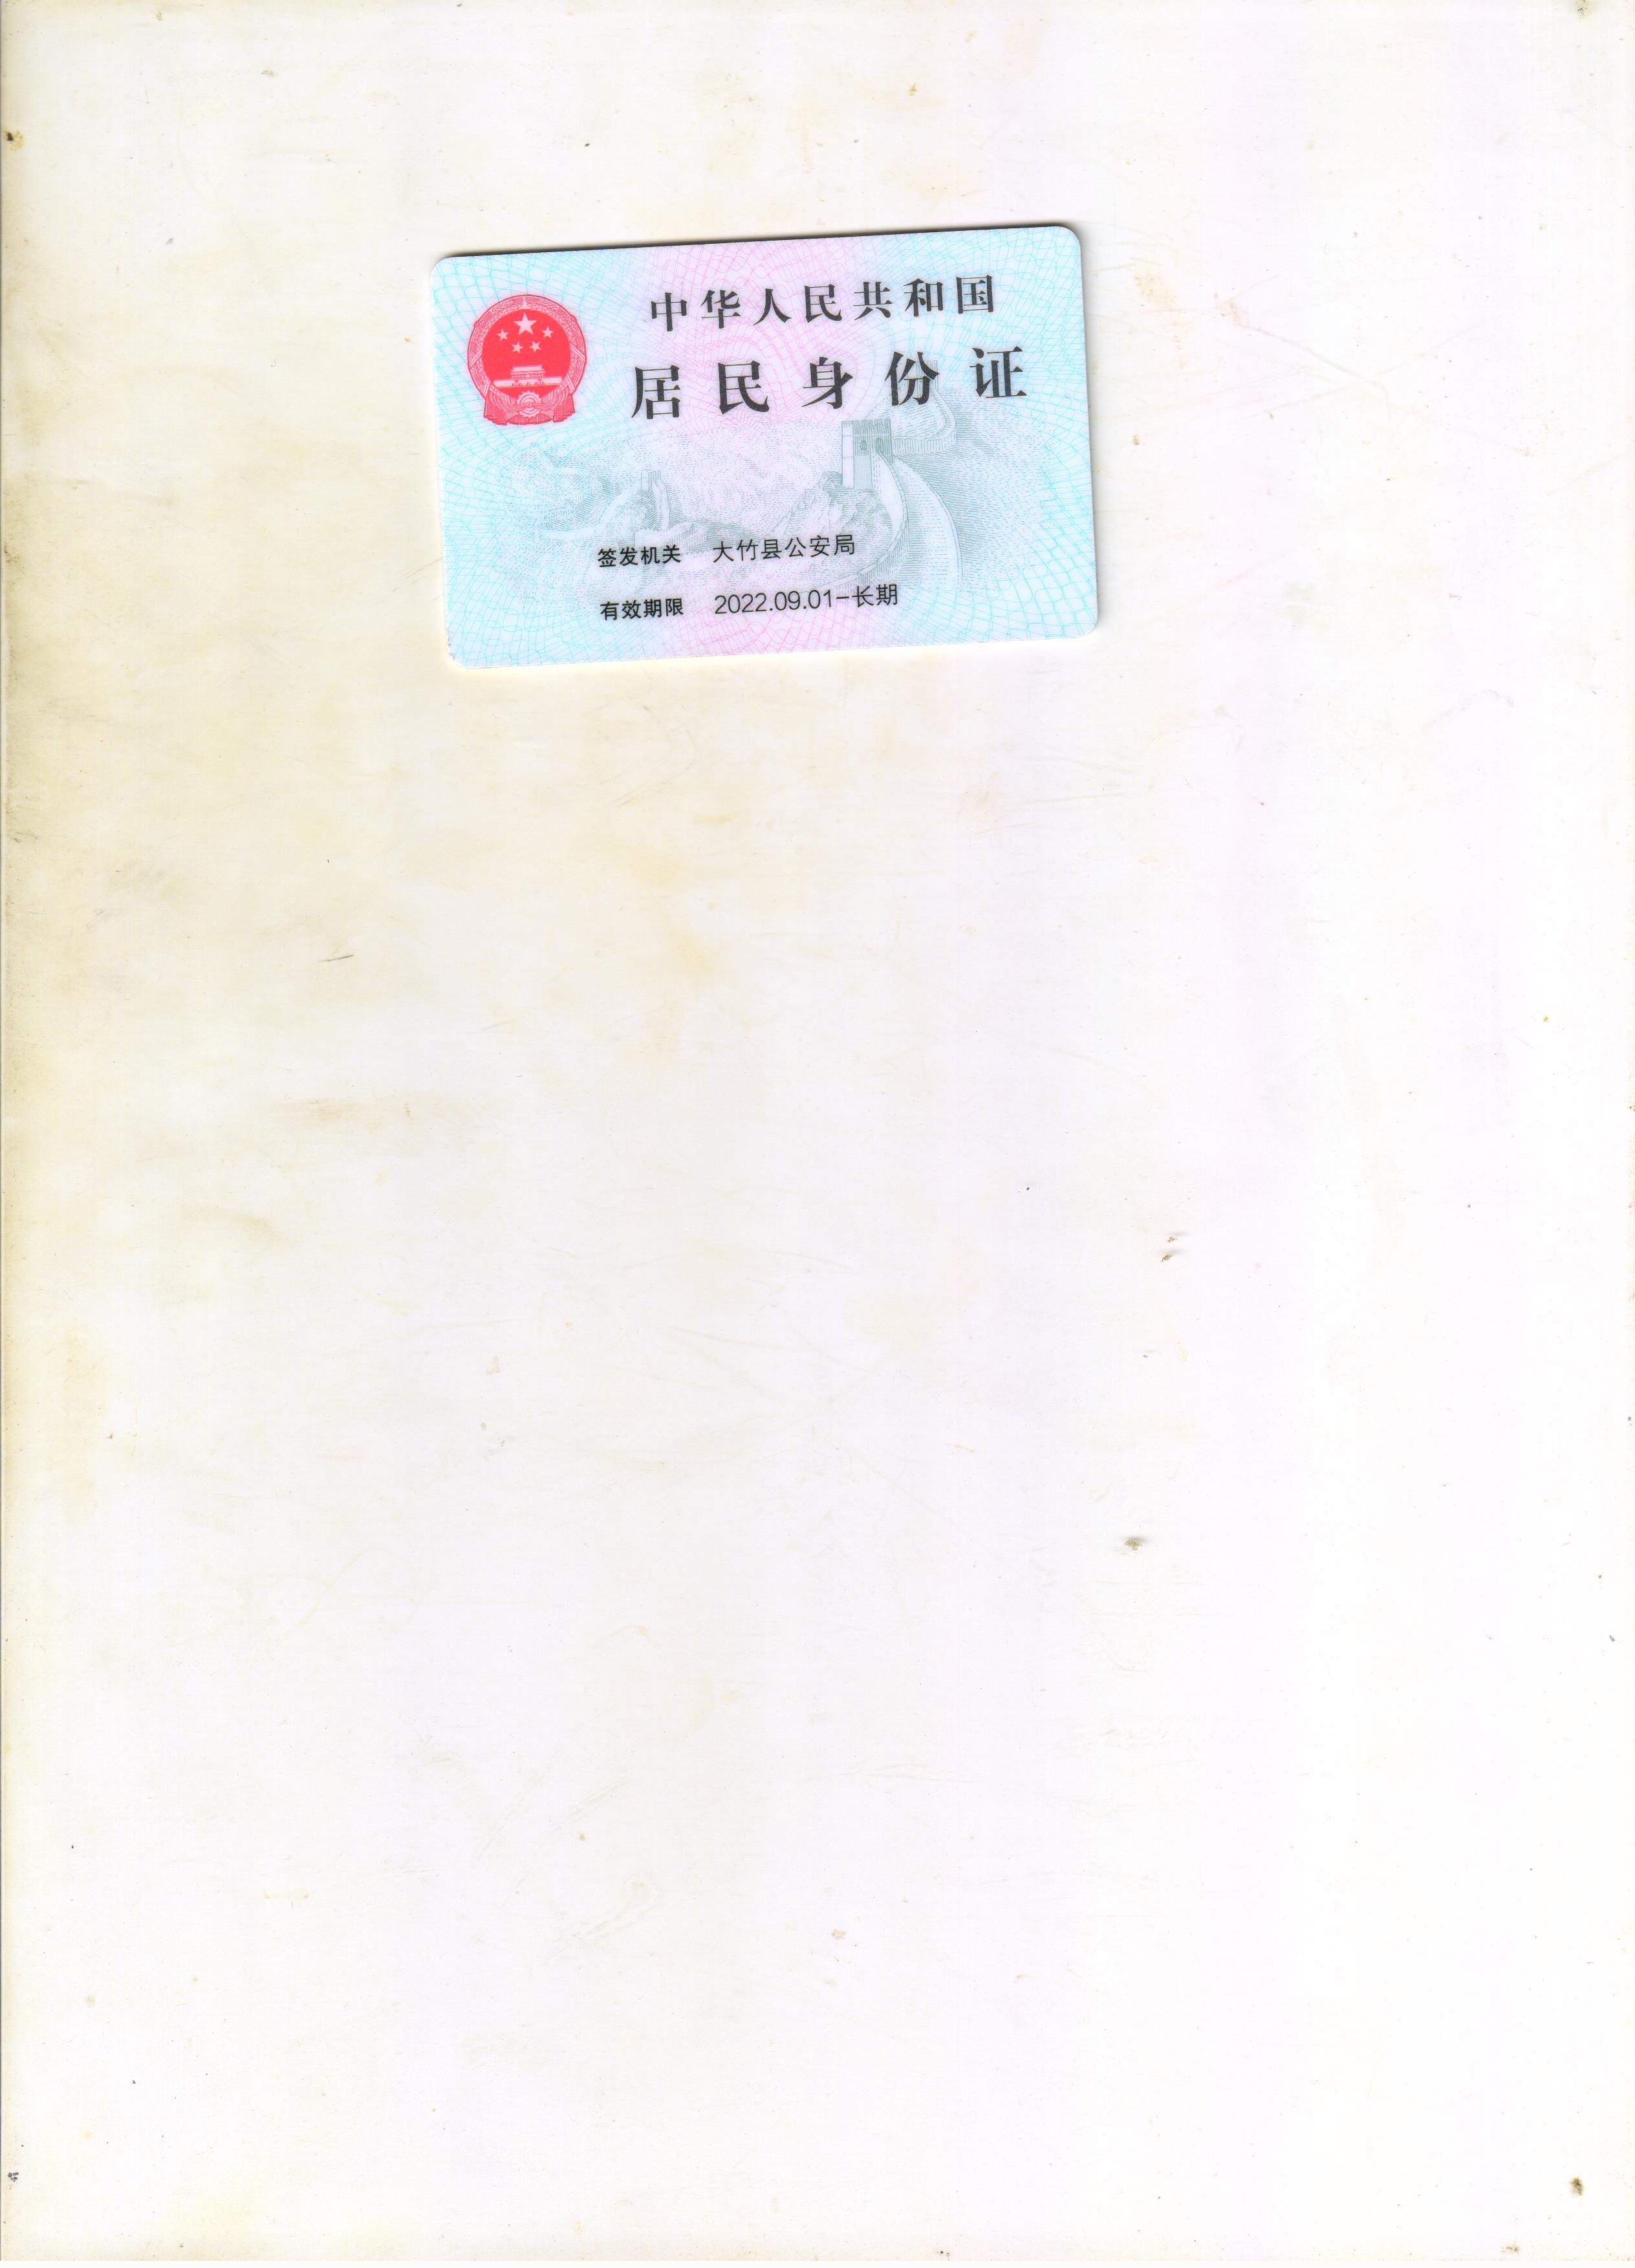 中华人民共和国
居民身份证
签发机关 大竹县公安局
有效期限 2022.09.01-长期